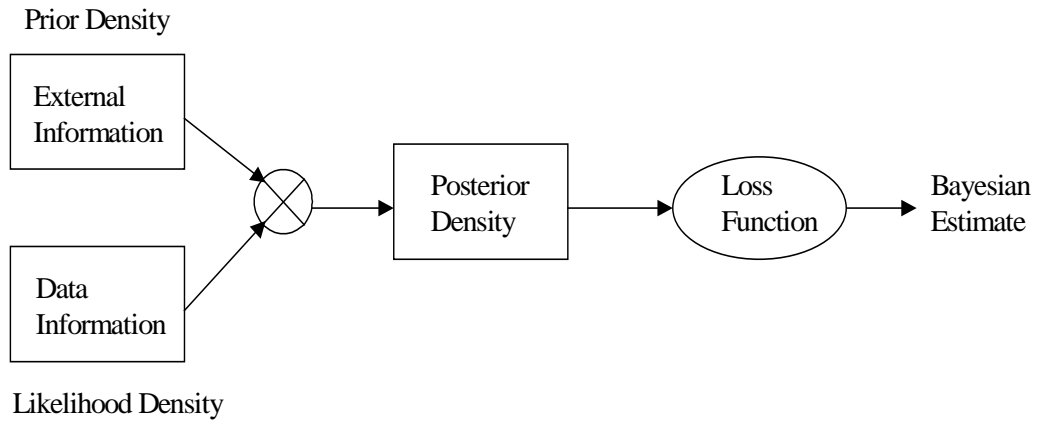 Prior Density
External
Information
Data
Information
Likelihood Density
Posterior
Density
Loss
Function
Bayesian
Estimate